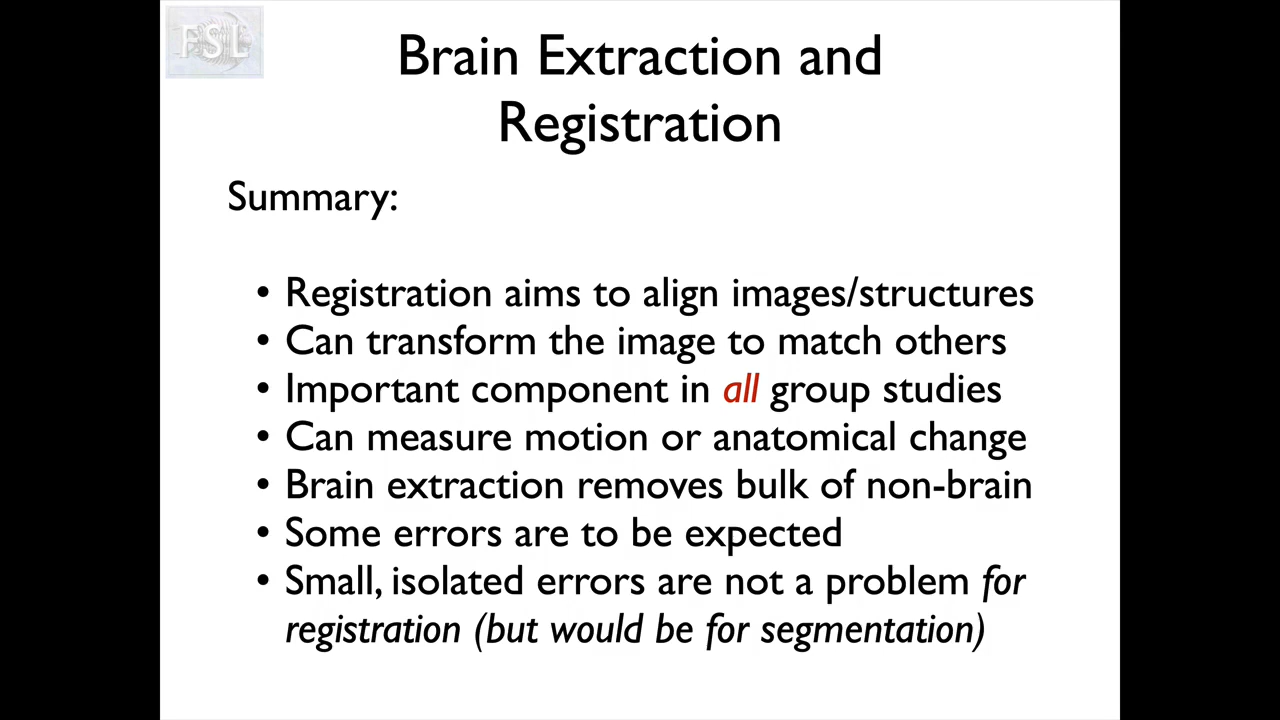 FSL
Brain Extraction and
Registration
Summary:
• Registration aims to align images/structures
• Can transform the image to match others
• Important component in all group studies
• Can measure motion or anatomical change
• Brain extraction removes bulk of non-brain
• Some errors are to be expected
• Small, isolated errors are not a problem for
registration (but would be for segmentation)